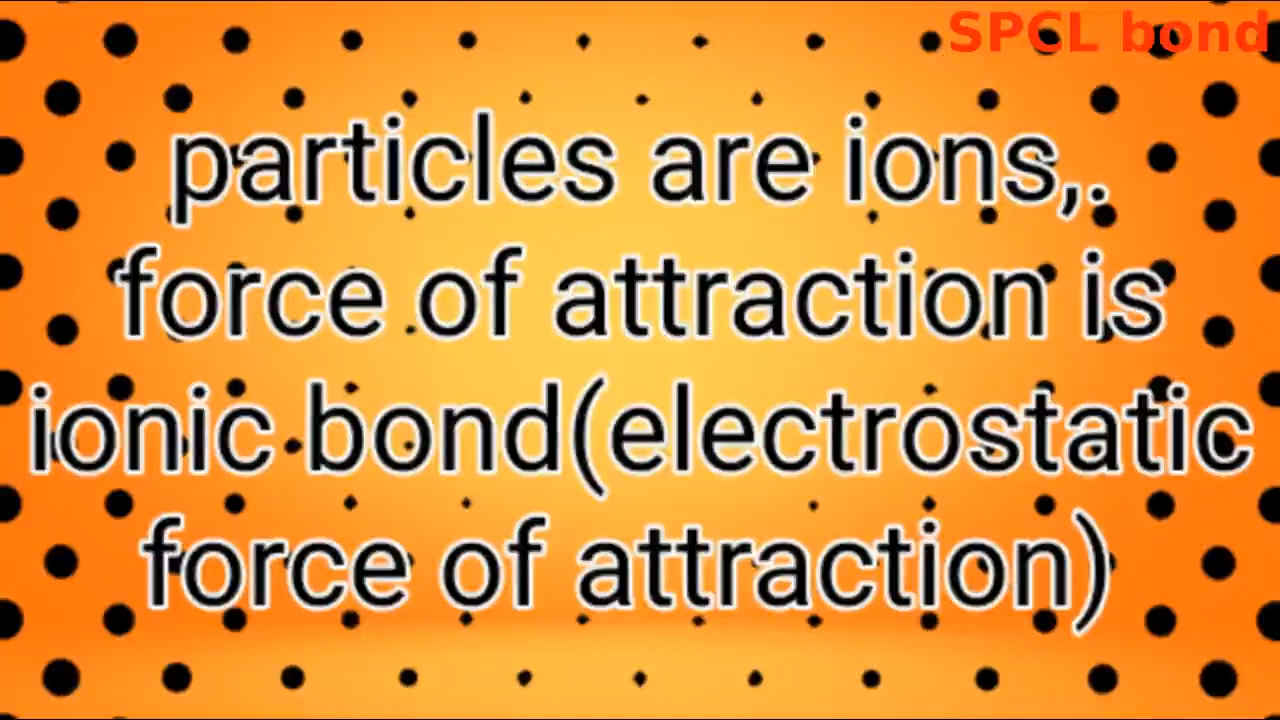 SPCL bond
particles are ions,.
force of attraction is
ionic bond(electrostatic
force of attraction)